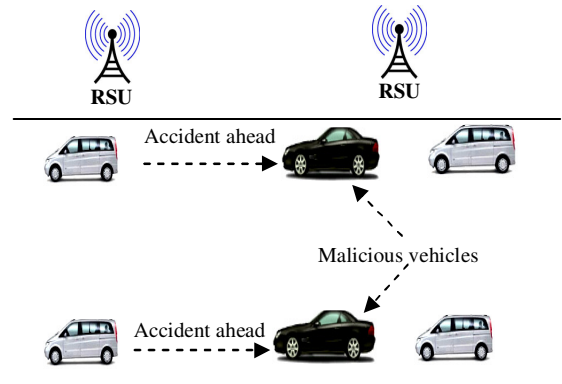 RSU
RSU
Accident ahead
Malicious vehicles
Accident ahead